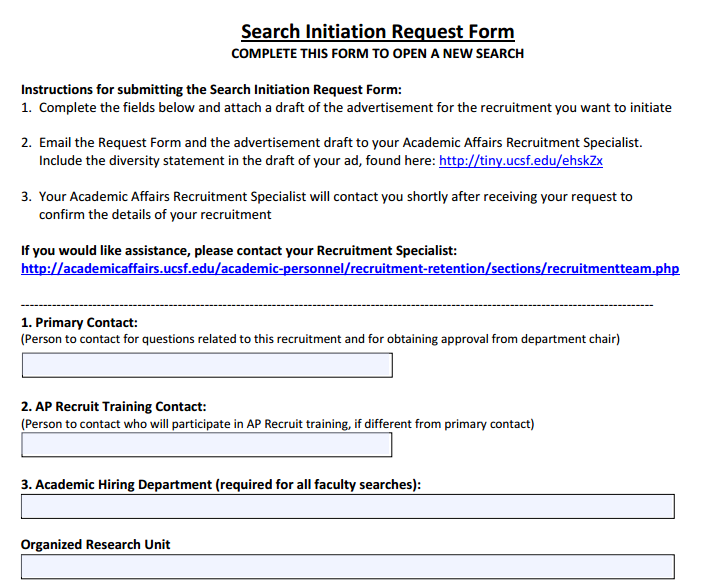 Search Initiation Request Form
COMPLETE THIS FORM TO OPEN A NEW SEARCH
Instructions for submitting the Search Initiation Request Form:
1. Complete the fields below and attach a draft of the advertisement for the recruitment you want to initiate
2. Email the Request Form and the advertisement draft to your Academic Affairs Recruitment Specialist.
Include the diversity statement in the draft of your ad, found here: http://tiny.ucsf.edu/ehskZx
3. Your Academic Affairs Recruitment Specialist will contact you shortly after receiving your request to
confirm the details of your recruitment
If you would like assistance, please contact your Recruitment Specialist:
http://academicaffairs.ucsf.edu/academic-personnel/recruitment-retention/sections/recruitmentteam.php
1. Primary Contact:
(Person to contact for questions related to this recruitment and for obtaining approval from department chair)
2. AP Recruit Training Contact:
(Person to contact who will participate in AP Recruit training, if different from primary contact)
3. Academic Hiring Department (required for all faculty searches):
Organized Research Unit